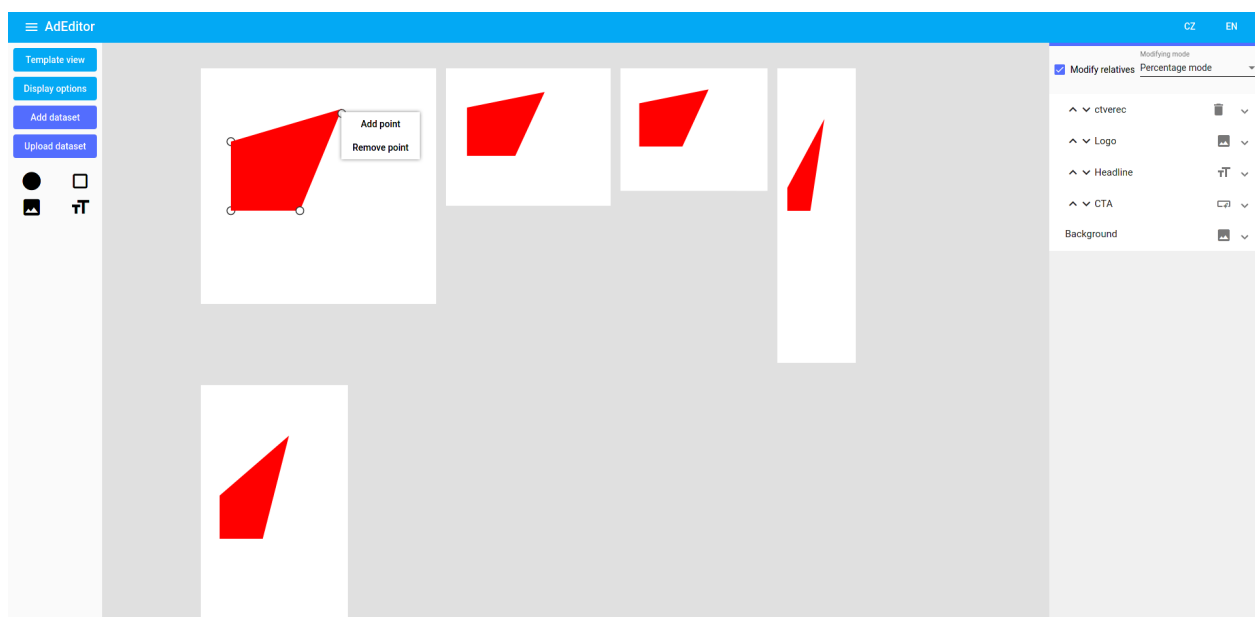 AdEditor
CZ
EN
Template view
Display options
Add dataset
Upload dataset
Add point
Remove point
Modify relatives
Modifying mode
Percentage mode
ctverec
Logo
Headline
CTA
Background